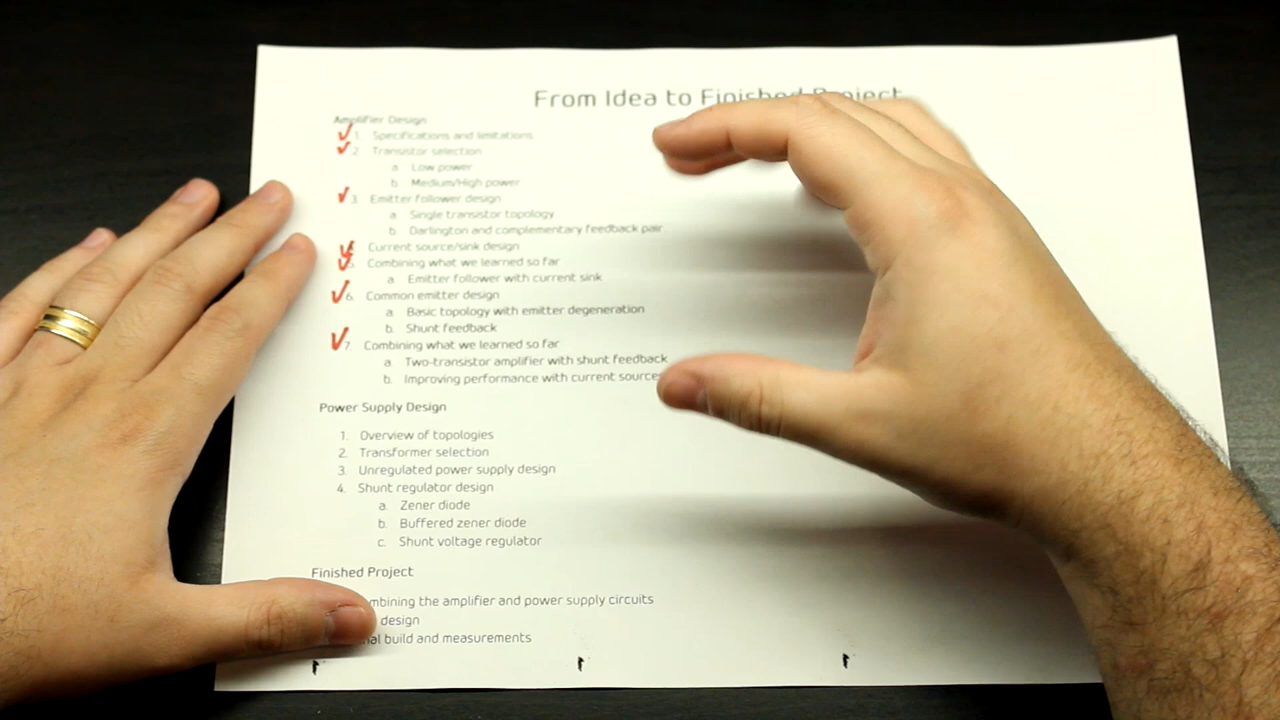 From Idea to Finished Project
Amplifier Design
1. Specifications and limitations
2. Transistor selection
a. Low power
b. Medium/High power
3. Emitter follower design
a. Single transistor topology
b. Darlington and complementary feedback pair
Current source/sink design
5. Combining what we learned so far
a. Emitter follower with current sink
6. Common emitter design
a. Basic topology with emitter degeneration
b. Shunt feedback
7. Combining what we learned so far
a. Two-transistor amplifier with shunt feedback
b. Improving performance with current source
Power Supply Design
1. Overview of topologies
2. Transformer selection
3. Unregulated power supply design
4. Shunt regulator design
a. Zener diode
b. Buffered zener diode
c. Shunt voltage regulator
Finished Project
mbining the amplifier and power supply circuits
design
al build and measurements